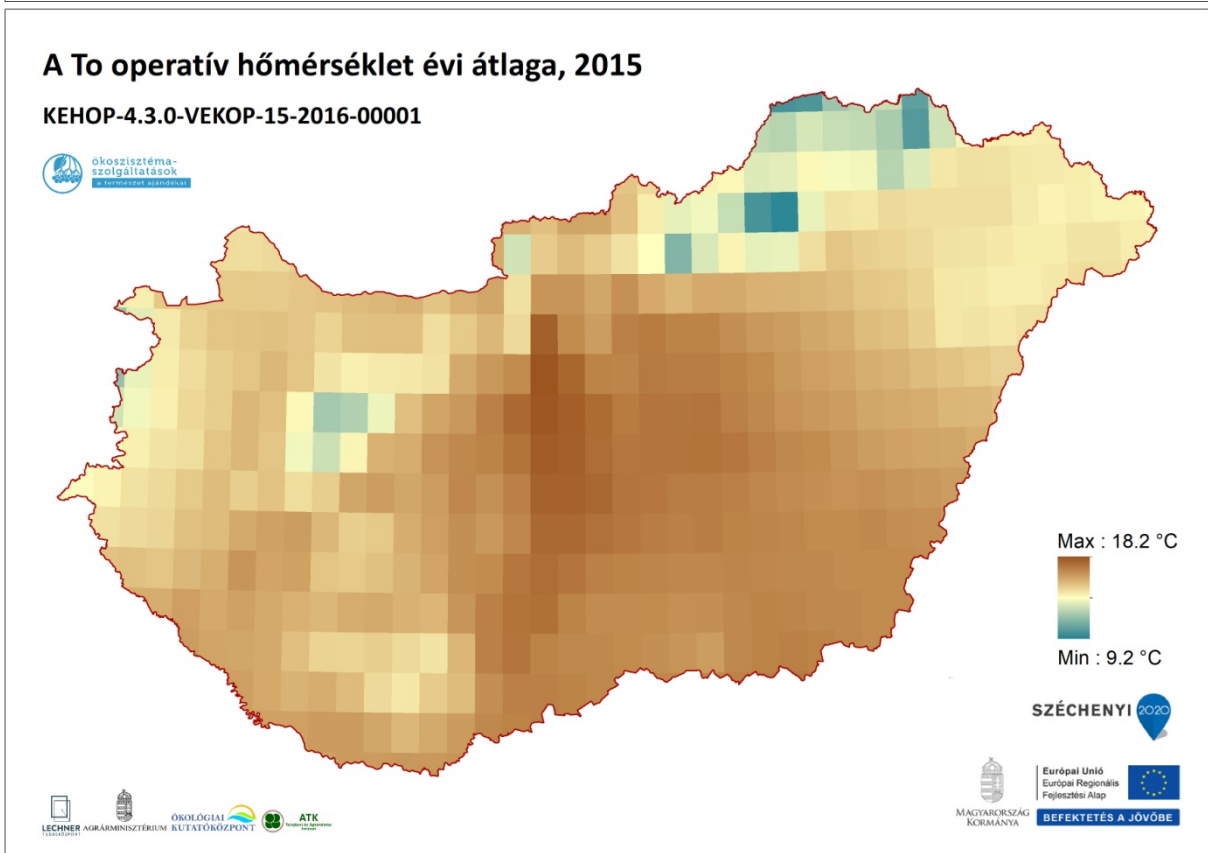 A To operatív hőmérséklet évi átlaga, 2015
KEHOP-4.3.0-VEKOP-15-2016-00001
ökoszisztéma-
szolgáltatások
a természet ajándékai
Max : 18.2 °C
Min : 9.2 °C
SZÉCHENYI 2020
MAGYARORSZÁG
KORMÁNYA
Európai Unió
Európai Regionális
Fejlesztési Alap
BEFEKTETÉS A JÖVŐBE
LECHNER
TUDÁSKÖZPONT
AGRÁRMINISZTÉRIUM
ÖKOLÓGIAI
KUTATÓKÖZPONT
ATK